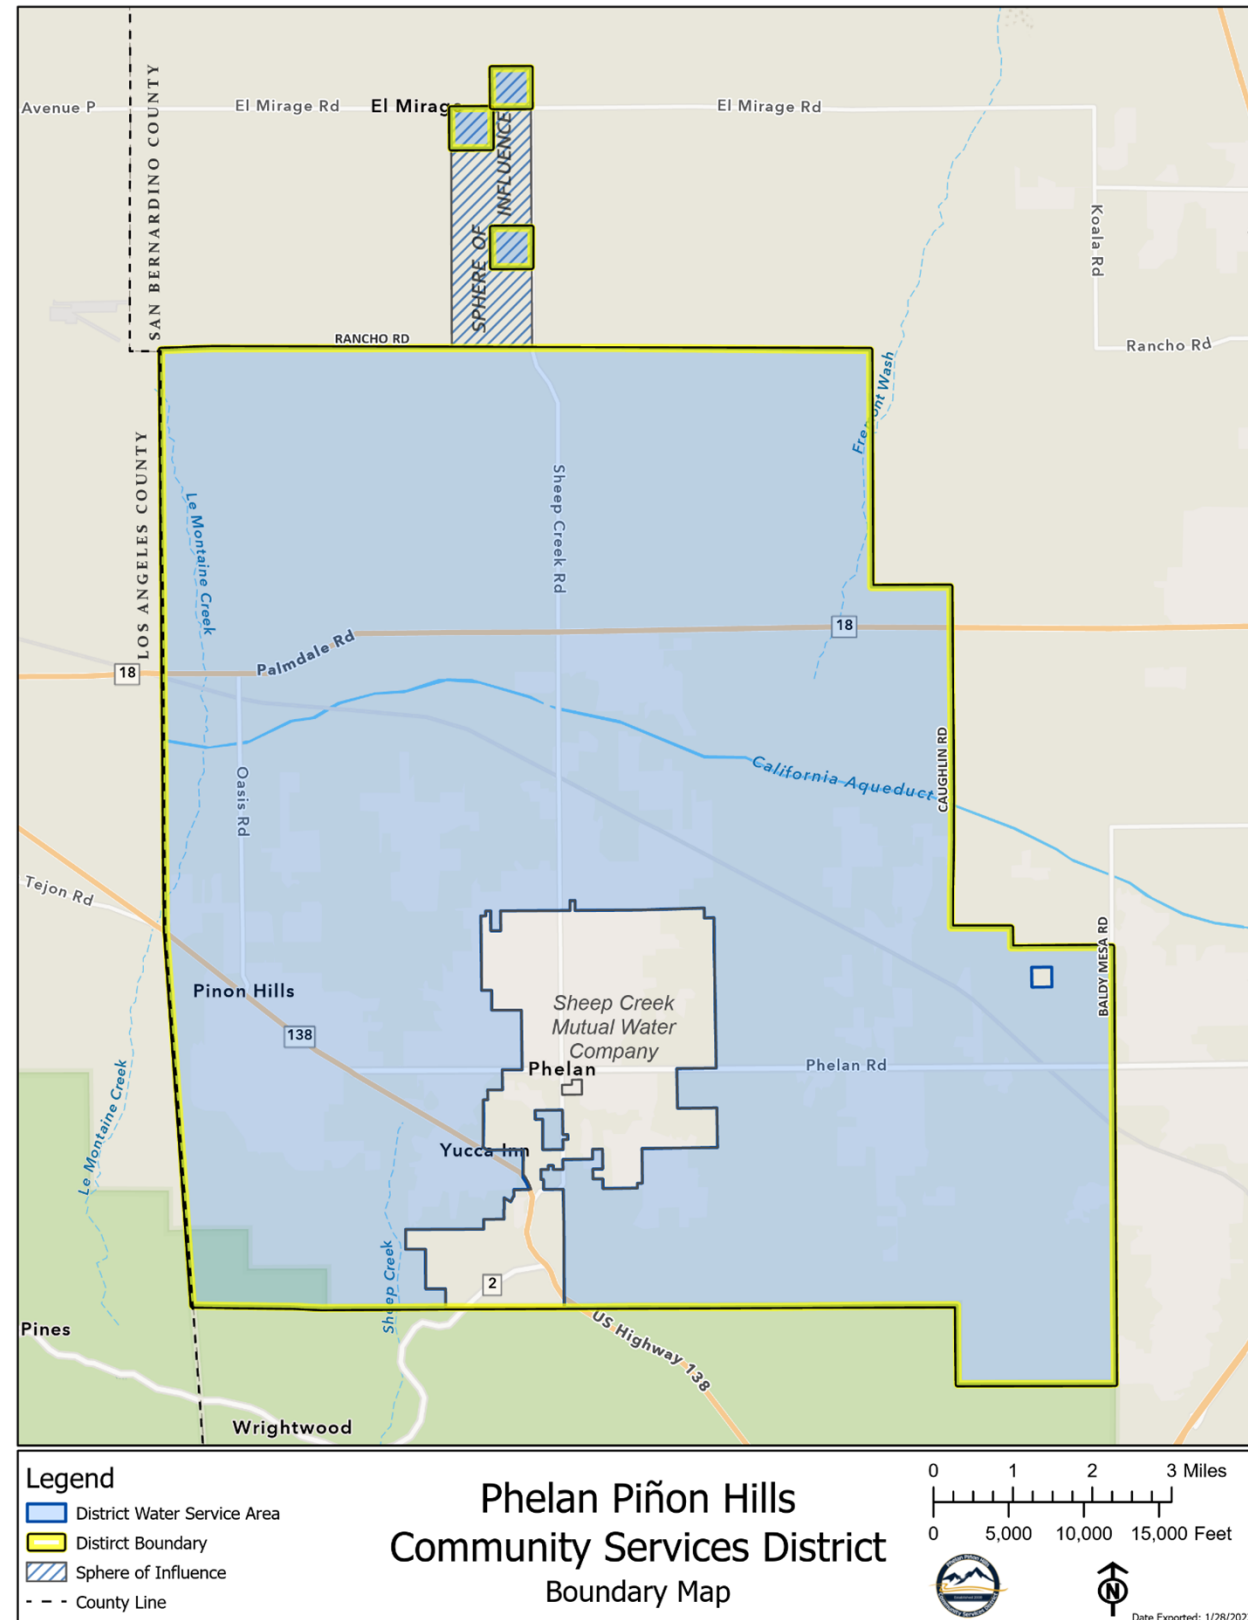 Avenue P
SAN BERNARDINO COUNTY
El Mirage Rd
El Mirage
El Mirage Rd
SPHERE OF INFLUENCE
Koala Rd
RANCHO RD
Rancho Rd
Fremont Wash
LOS ANGELES COUNTY
Le Montaine Creek
Sheep Creek Rd
18
Palmdale Rd
18
California Aqueduct
CAUGHLIN RD
Oasis Rd
Tejon Rd
BALDY MESA RD
Pinon Hills
138
Sheep Creek
Mutual Water
Company
Phelan
Phelan Rd
Le Montaine Creek
Yucca Inn
Sheep Creek
2
US Highway 138
Pines
Wrightwood
Legend
District Water Service Area
Distirct Boundary
Sphere of Influence
County Line
Phelan Piñon Hills
Community Services District
Boundary Map
0 1 2 3 Miles
0 5,000 10,000 15,000 Feet
N